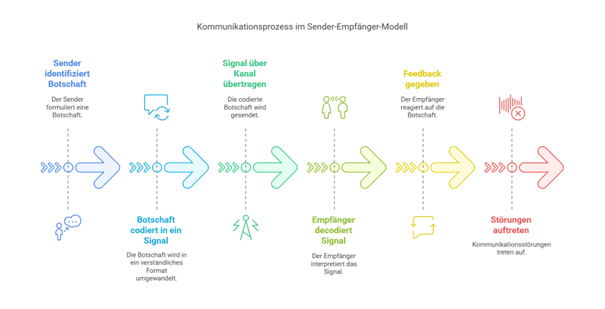 Kommunikationsprozess im Sender-Empfänger-Modell
Sender
identifiziert
Botschaft
Der Sender
formuliert eine
Botschaft.
Botschaft
codiert in ein
Signal
Die Botschaft wird in
ein verständliches
Format
umgewandelt.
Signal über
Kanal
übertragen
Die codierte
Botschaft wird
gesendet.
Empfänger
decodiert
Signal
Der Empfänger
interpretiert das
Signal.
Feedback
gegeben
Der Empfänger
reagiert auf die
Botschaft.
Störungen
auftreten
Kommunikationsstörungen
treten auf.